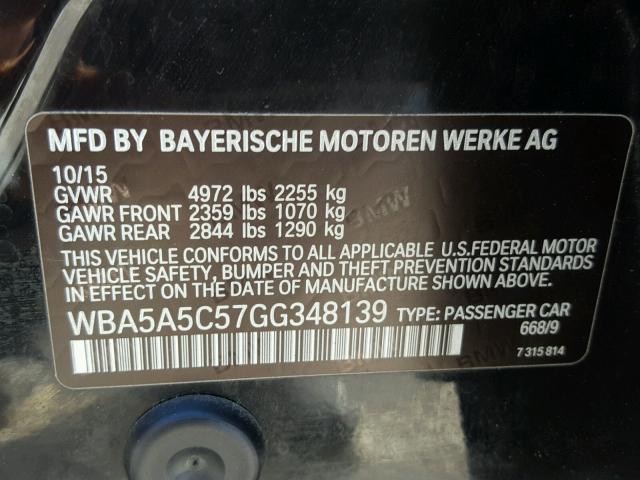 MFD BY BAYERISCHE MOTOREN WERKE AG
10/15
GVWR 4972 lbs 2255 kg
GAWR FRONT 2359 lbs 1070 kg
GAWR REAR 2844 lbs 1290 kg
THIS VEHICLE CONFORMS TO ALL APPLICABLE U.S.FEDERAL MOTOR
VEHICLE SAFETY, BUMPER AND THEFT PREVENTION STANDARDS
IN EFFECT ON THE DATE OF MANUFACTURE SHOWN ABOVE.
WBA5A5C57GG348139 TYPE: PASSENGER CAR
668/9
7 315 814